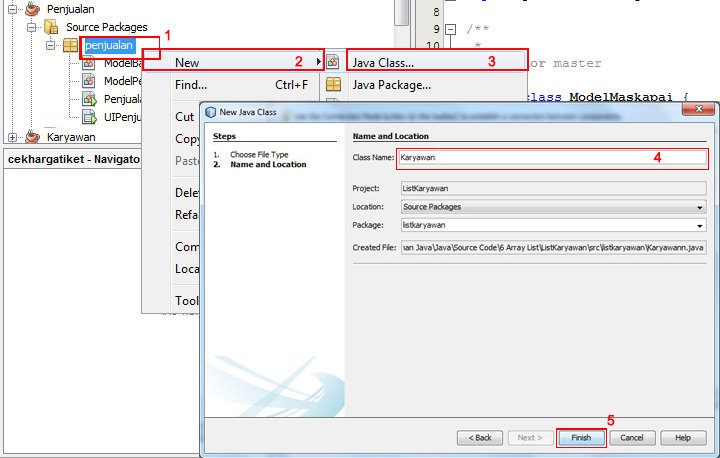 Penjualan
Source Packages
penjualan 1
ModelBa
ModelPe
Penjuala
UIPenju
Karyawan
cekhargatiket - Navigato
New 2
Find... Ctrl+F
Cut
Copy
Paste
Delet
Refac
Com
Loca
Tool
Java Class... 3
Java Package...
8
9 /**
10 *
or master
class ModelMaskapai {
New Java Class
Steps
1. Choose File Type
2. Name and Location
Name and Location
Class Name: Karyawan 4
Project: ListKaryawan
Location: Source Packages
Package: listkaryawan
Created File: nan Java\Java\Source Code\6 Array List\ListKaryawan\src\listkaryawan\Karyawann.java
5
< Back Next > Finish Cancel Help